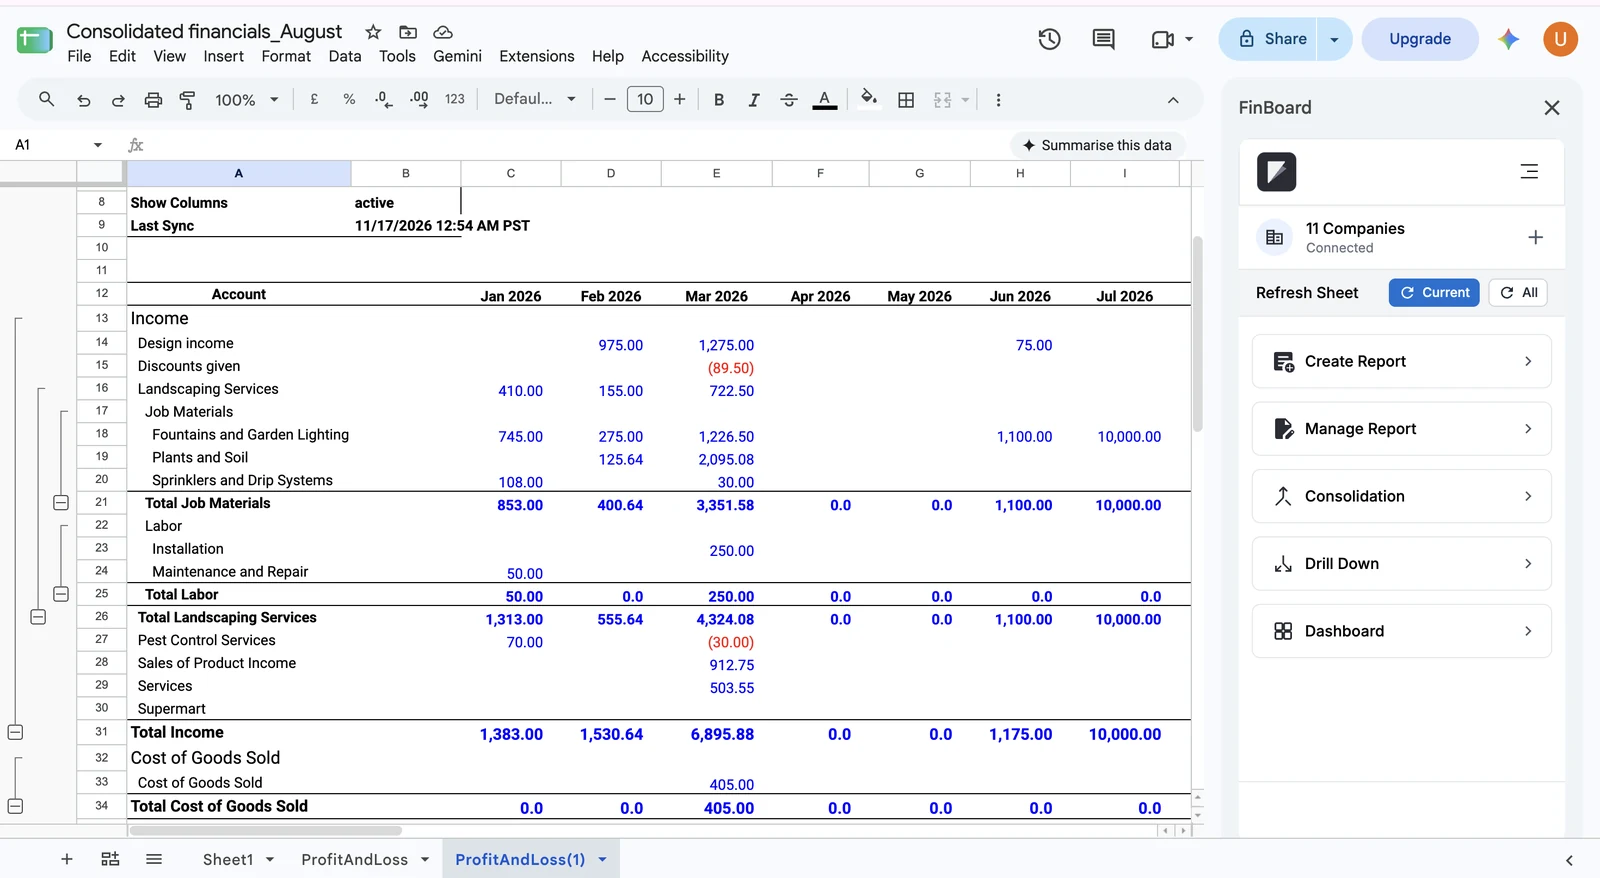 Consolidated financials_August
File Edit View Insert Format Data Tools Gemini Extensions Help Accessibility
Share
Upgrade
U
100% £ % .0 .00 123 Defaul... − 10 + B I A
A1 fx
Summarise this data
A B C D E F G H I
8 Show Columns active
9 Last Sync 11/17/2026 12:54 AM PST
10
11
12 Account Jan 2026 Feb 2026 Mar 2026 Apr 2026 May 2026 Jun 2026 Jul 2026
13 Income
14 Design income 975.00 1,275.00 75.00
15 Discounts given (89.50)
16 Landscaping Services 410.00 155.00 722.50
17 Job Materials
18 Fountains and Garden Lighting 745.00 275.00 1,226.50 1,100.00 10,000.00
19 Plants and Soil 125.64 2,095.08
20 Sprinklers and Drip Systems 108.00 30.00
21 Total Job Materials 853.00 400.64 3,351.58 0.0 0.0 1,100.00 10,000.00
22 Labor
23 Installation 250.00
24 Maintenance and Repair 50.00
25 Total Labor 50.00 0.0 250.00 0.0 0.0 0.0 0.0
26 Total Landscaping Services 1,313.00 555.64 4,324.08 0.0 0.0 1,100.00 10,000.00
27 Pest Control Services 70.00 (30.00)
28 Sales of Product Income 912.75
29 Services 503.55
30 Supermart
31 Total Income 1,383.00 1,530.64 6,895.88 0.0 0.0 1,175.00 10,000.00
32 Cost of Goods Sold
33 Cost of Goods Sold 405.00
34 Total Cost of Goods Sold 0.0 0.0 405.00 0.0 0.0 0.0 0.0
Sheet1 ProfitAndLoss ProfitAndLoss(1)
FinBoard
11 Companies
Connected
Refresh Sheet Current All
Create Report
Manage Report
Consolidation
Drill Down
Dashboard